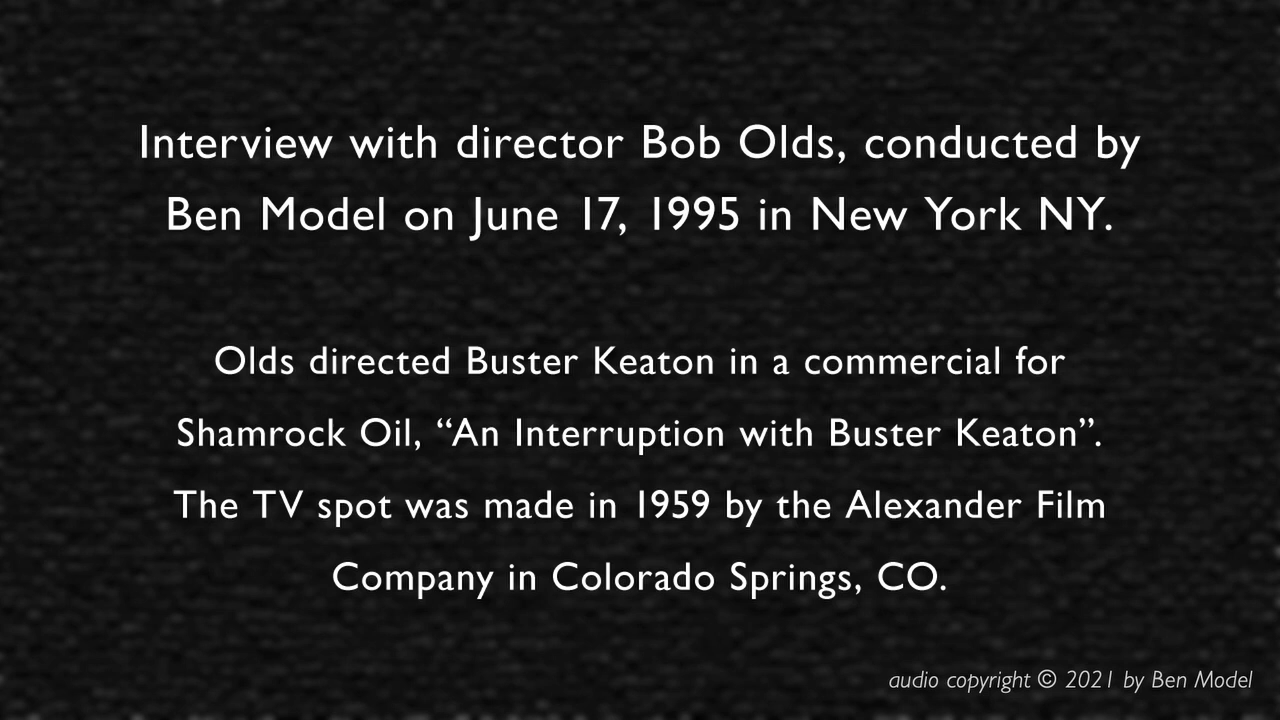 Interview with director Bob Olds, conducted by
Ben Model on June 17, 1995 in New York NY.
Olds directed Buster Keaton in a commercial for
Shamrock Oil, “An Interruption with Buster Keaton”.
The TV spot was made in 1959 by the Alexander Film
Company in Colorado Springs, CO.
audio copyright © 2021 by Ben Model